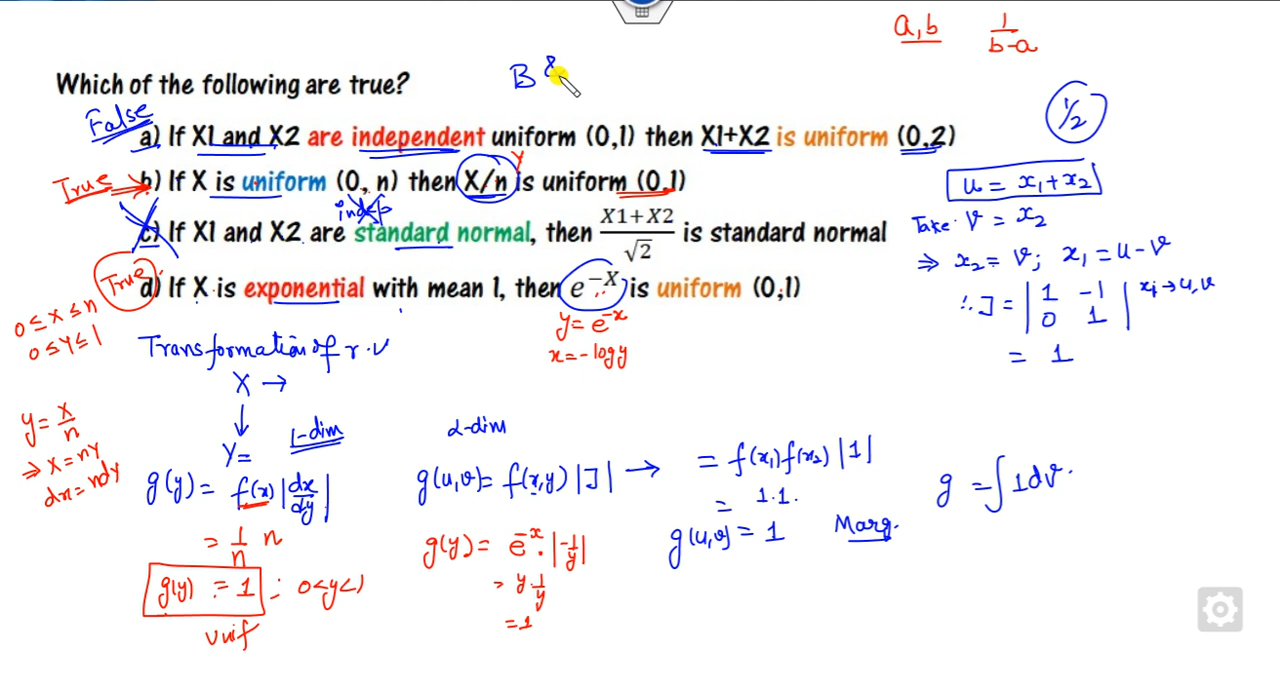 a, b   1/(b-a)
B &
Which of the following are true?
False
a) If X1 and X2 are independent uniform (0,1) then X1+X2 is uniform (0,2)
1/2
Y
True → b) If X is uniform (0, n) then X/n is uniform (0,1)
u = x₁+x₂
indep
c) If X1 and X2 are standard normal, then (X1+X2)/√2 is standard normal
Take V = x₂
⇒ x₂ = v; x₁ = u - v
True
d) If X is exponential with mean 1, then e^−X is uniform (0,1)
∴ J = | 1 -1 |
| 0 1 | xᵢ → u, v
= 1
0 ≤ X ≤ n
0 ≤ Y ≤ 1
y = e^-x
x = - log y
Transformation of r.v
X →
↓
Y = 1-dim
2-dim
y = x/n
⇒ X = nY
dx = ndy
g(y) = f(x) |dx/dy|
g(u,v) = f(x,y) |J| →
= f(x₁) f(x₂) |1|
= 1.1.
g(u,v) = 1 Marg.
g = ∫ 1 dv.
= 1/n n
g(y) = 1 ; 0<y<1
Unif
g(y) = e^-x . |-1/y|
= y . 1/y
= 1